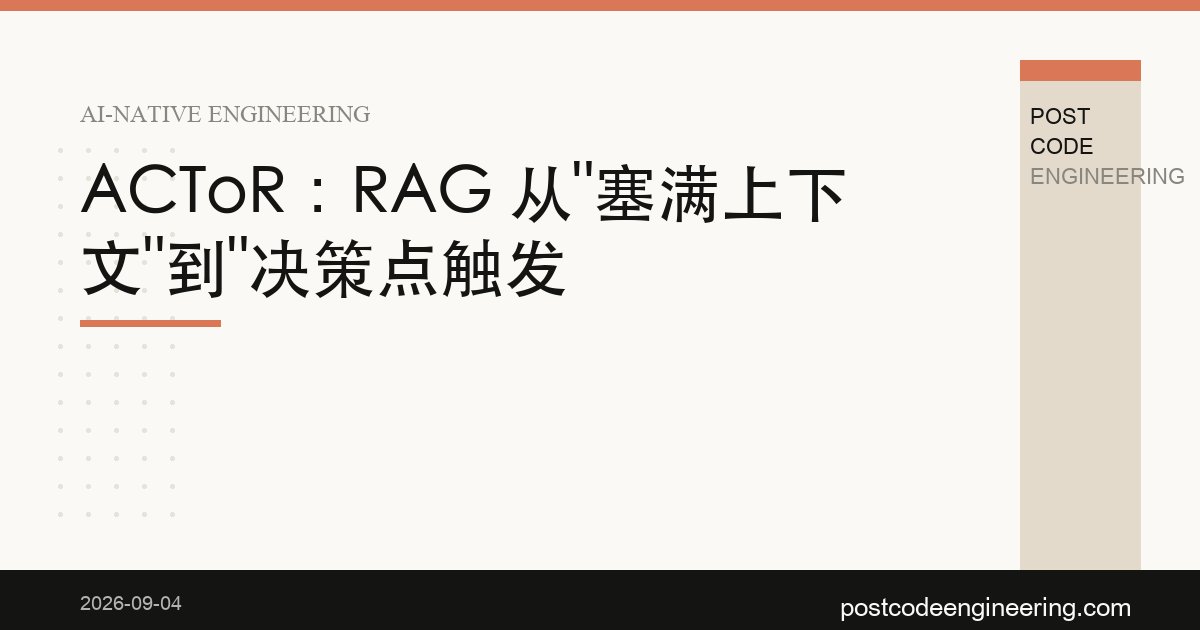 AI-NATIVE ENGINEERING
ACToR：RAG 从"塞满上下
文"到"决策点触发
POST
CODE
ENGINEERING
2026-09-04
postcodeengineering.com